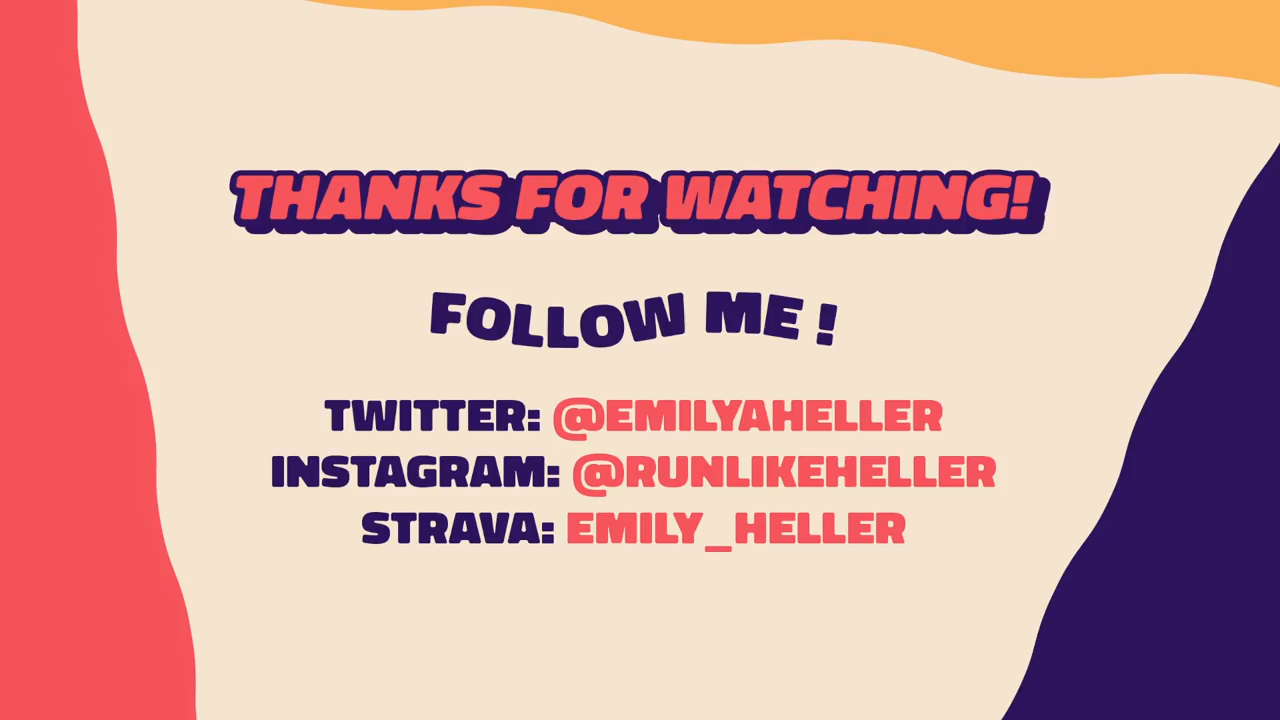 THANKS FOR WATCHING!
FOLLOW ME !
TWITTER: @EMILYAHELLER
INSTAGRAM: @RUNLIKEHELLER
STRAVA: EMILY_HELLER